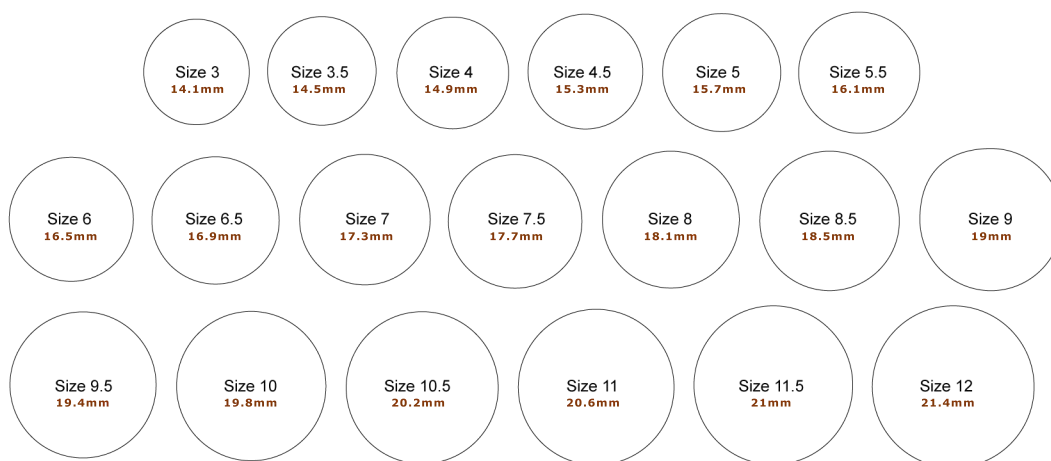 Size 3
14.1mm
Size 3.5
14.5mm
Size 4
14.9mm
Size 4.5
15.3mm
Size 5
15.7mm
Size 5.5
16.1mm
Size 6
16.5mm
Size 6.5
16.9mm
Size 7
17.3mm
Size 7.5
17.7mm
Size 8
18.1mm
Size 8.5
18.5mm
Size 9
19mm
Size 9.5
19.4mm
Size 10
19.8mm
Size 10.5
20.2mm
Size 11
20.6mm
Size 11.5
21mm
Size 12
21.4mm